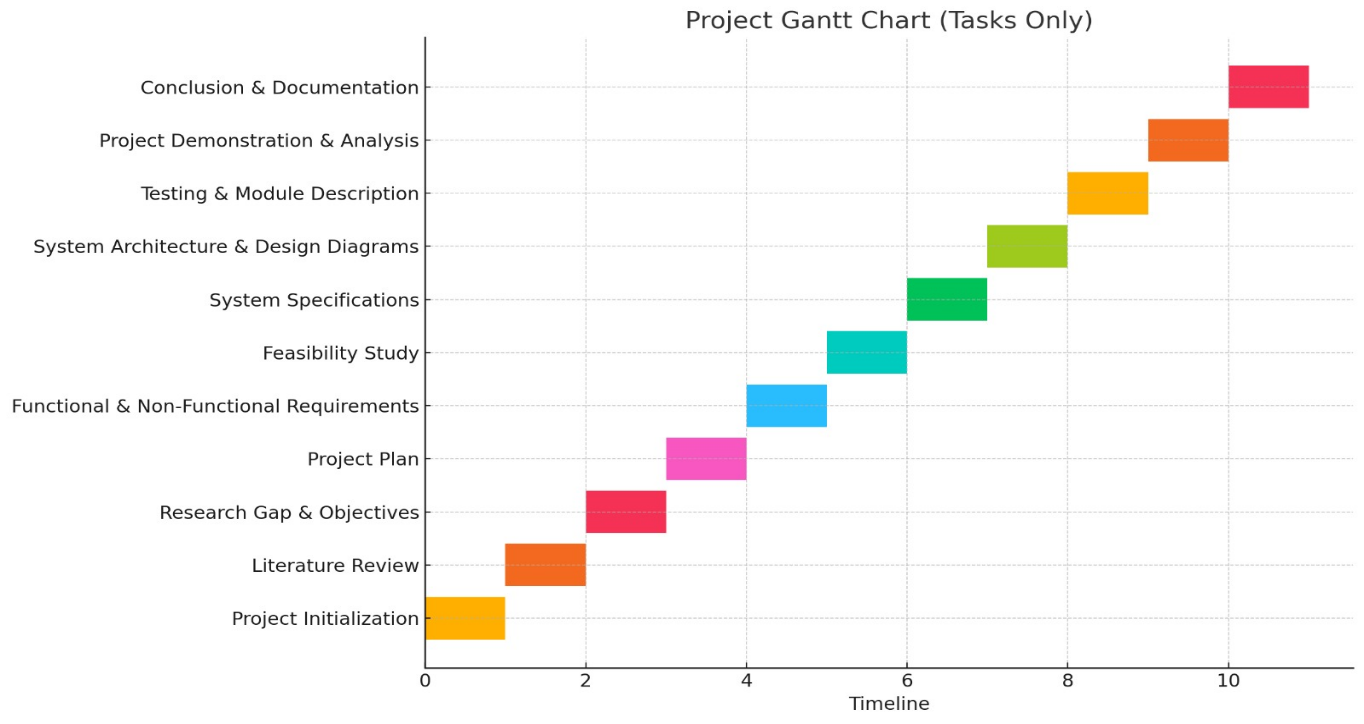 Project Gantt Chart (Tasks Only)
Conclusion & Documentation
Project Demonstration & Analysis
Testing & Module Description
System Architecture & Design Diagrams
System Specifications
Feasibility Study
Functional & Non-Functional Requirements
Project Plan
Research Gap & Objectives
Literature Review
Project Initialization
0 2 4 6 8 10
Timeline